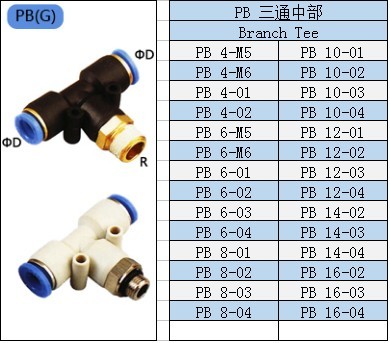 PB(G)
ΦD
ΦD
R
PB 三通中部
Branch Tee
PB 4-M5 PB 10-01
PB 4-M6 PB 10-02
PB 4-01 PB 10-03
PB 4-02 PB 10-04
PB 6-M5 PB 12-01
PB 6-M6 PB 12-02
PB 6-01 PB 12-03
PB 6-02 PB 12-04
PB 6-03 PB 14-02
PB 6-04 PB 14-03
PB 8-01 PB 14-04
PB 8-02 PB 16-02
PB 8-03 PB 16-03
PB 8-04 PB 16-04